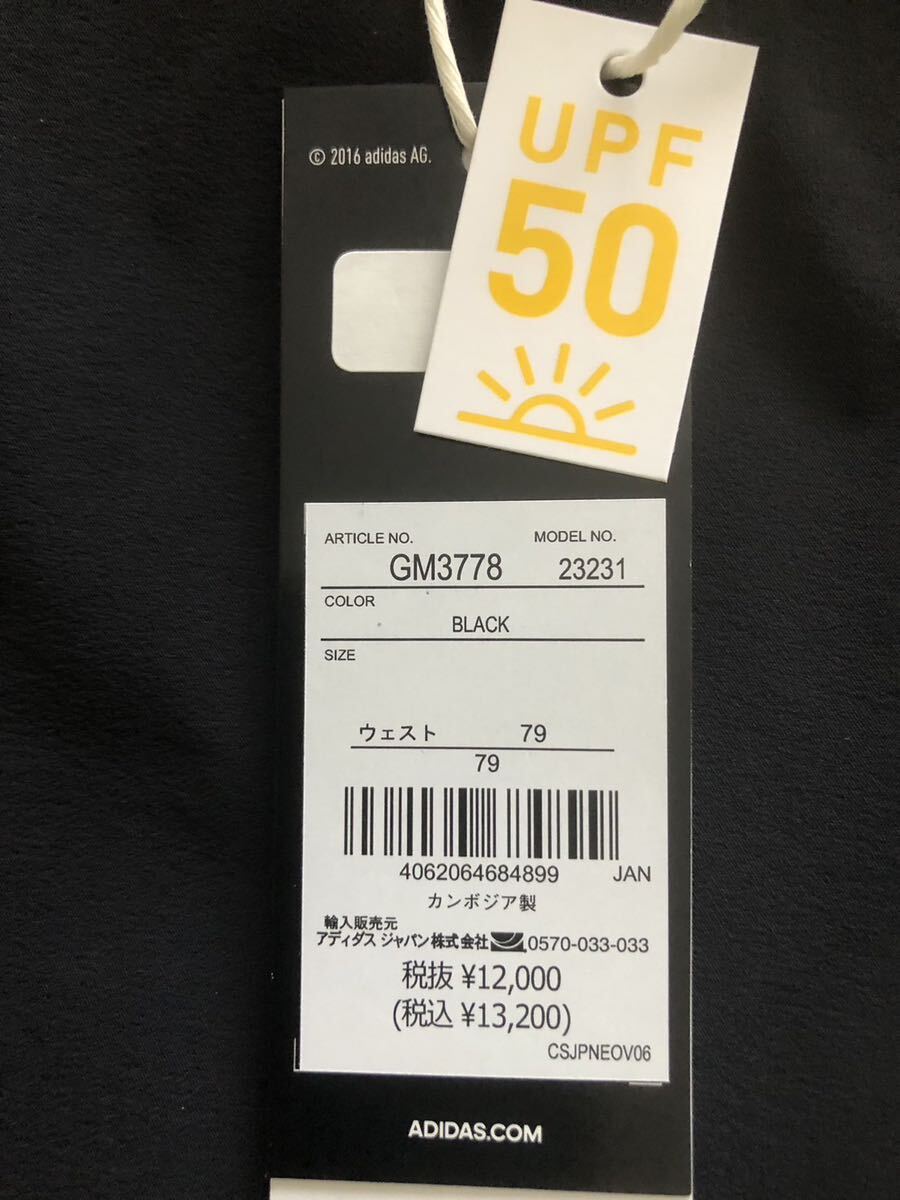 © 2016 adidas AG.
UPF
50
ARTICLE NO. MODEL NO.
GM3778 23231
COLOR
BLACK
SIZE
ウェスト 79
79
4062064684899 JAN
カンボジア製
輸入販売元
アディダス ジャパン株式会社 0570-033-033
税抜 ¥12,000
(税込 ¥13,200)
CSJPNEOV06
ADIDAS.COM